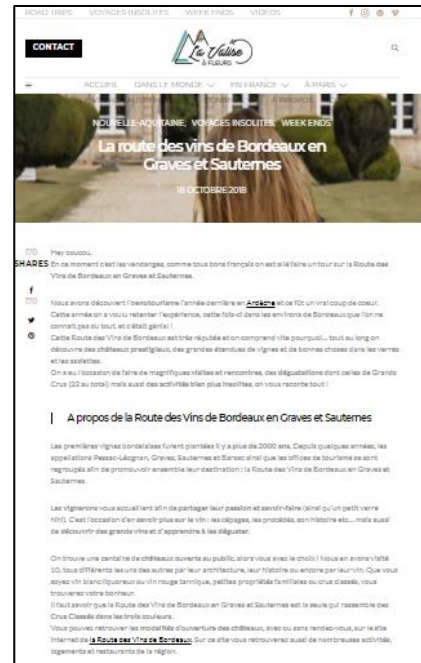 ROAD TRIPS VOYAGES INSOLITES WEEK ENDS VIDEOS
CONTACT
La Valise
À FLEURS
ACCUEIL DANS LE MONDE EN FRANCE À PARIS
NOUVELLE-AQUITAINE, VOYAGES INSOLITES, WEEK ENDS
La route des vins de Bordeaux en
Graves et Sauternes
18 OCTOBRE 2018
170
SHARES
170
Hey coucou,
En ce moment c'est les vendanges, comme tous bons français on est allé faire un tour sur la Route des
Vins de Bordeaux en Graves et Sauternes.
Nous avons découvert l'œnotourisme l'année dernière en Ardèche et ce fût un vrai coup de coeur.
Cette année on a voulu retenter l'expérience, cette fois-ci dans les environs de Bordeaux que l'on ne
connaît pas du tout, et c'était génial !
Cette Route des Vins de Bordeaux est très réputée et on comprend vite pourquoi… tout au long on
découvre des châteaux prestigieux, des grandes étendues de vignes et de bonnes choses dans les verres
et les assiettes.
On a eu l'occasion de faire de magnifiques visites et rencontres, des dégustations dont celles de Grands
Crus (22 au total) mais aussi des activités bien plus insolites, on vous raconte tout !
A propos de la Route des Vins de Bordeaux en Graves et Sauternes
Les premières vignes bordelaises furent plantées il y a plus de 2000 ans. Depuis quelques années, les
appellations Pessac-Léognan, Graves, Sauternes et Barsac ainsi que les offices de tourisme se sont
regroupés afin de promouvoir ensemble leur destination : la Route des Vins de Bordeaux en Graves et
Sauternes.
Les vignerons vous accueillent afin de partager leur passion et savoir-faire (ainsi qu'un petit verre
hihi). C'est l'occasion d'en savoir plus sur le vin : les cépages, les procédés, son histoire etc… mais aussi
de découvrir des grands vins et d'apprendre à les déguster.
On trouve une centaine de châteaux ouverts au public, alors vous avez le choix ! Nous en avons visité
10, tous différents les uns des autres par leur architecture, leur histoire ou encore par leur vin. Que vous
soyez vin blanc liquoreux ou vin rouge tannique, petites propriétés familiales ou crus classés, vous
trouverez votre bonheur.
Il faut savoir que la Route des Vins de Bordeaux en Graves et Sauternes est la seule qui rassemble des
Crus Classés dans les trois couleurs.
Vous pouvez retrouver les modalités d'ouverture des châteaux, avec ou sans rendez-vous, sur le site
Internet de la Route des Vins de Bordeaux. Sur ce site vous retrouverez aussi de nombreuses activités,
logements et restaurants de la région.